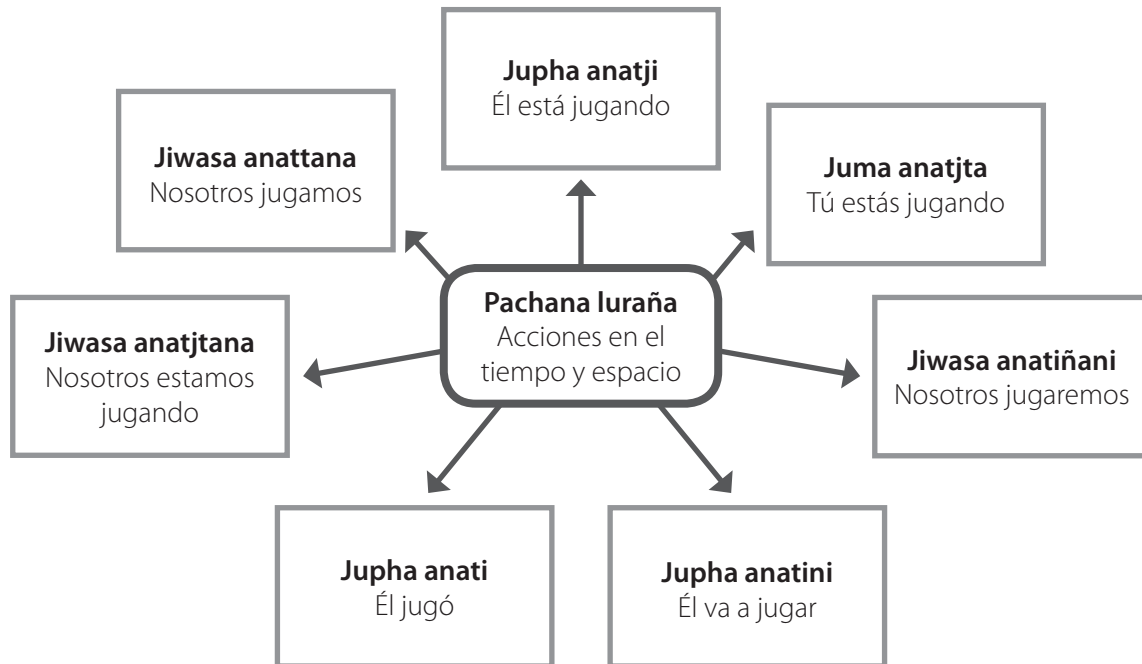 Jupha anatji
Él está jugando
Jiwasa anattana
Nosotros jugamos
Juma anatjta
Tú estás jugando
Pachana luraña
Acciones en el
tiempo y espacio
Jiwasa anatjtana
Nosotros estamos
jugando
Jiwasa anatiñani
Nosotros jugaremos
Jupha anati
Él jugó
Jupha anatini
Él va a jugar